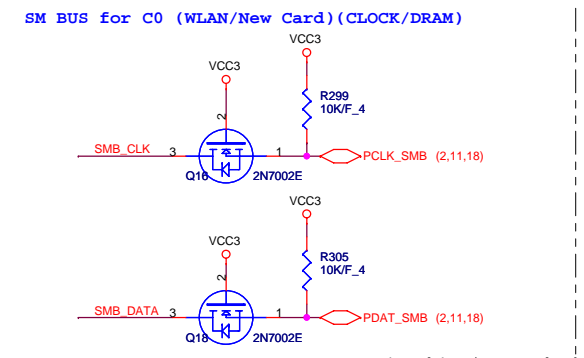 SM BUS for C0 (WLAN/New Card)(CLOCK/DRAM)
VCC3
VCC3
R299
10K/F_4
2
SMB_CLK 3 1 PCLK_SMB (2,11,18)
Q16 2N7002E
VCC3
VCC3
R305
10K/F_4
2
SMB_DATA 3 1 PDAT_SMB (2,11,18)
Q18 2N7002E